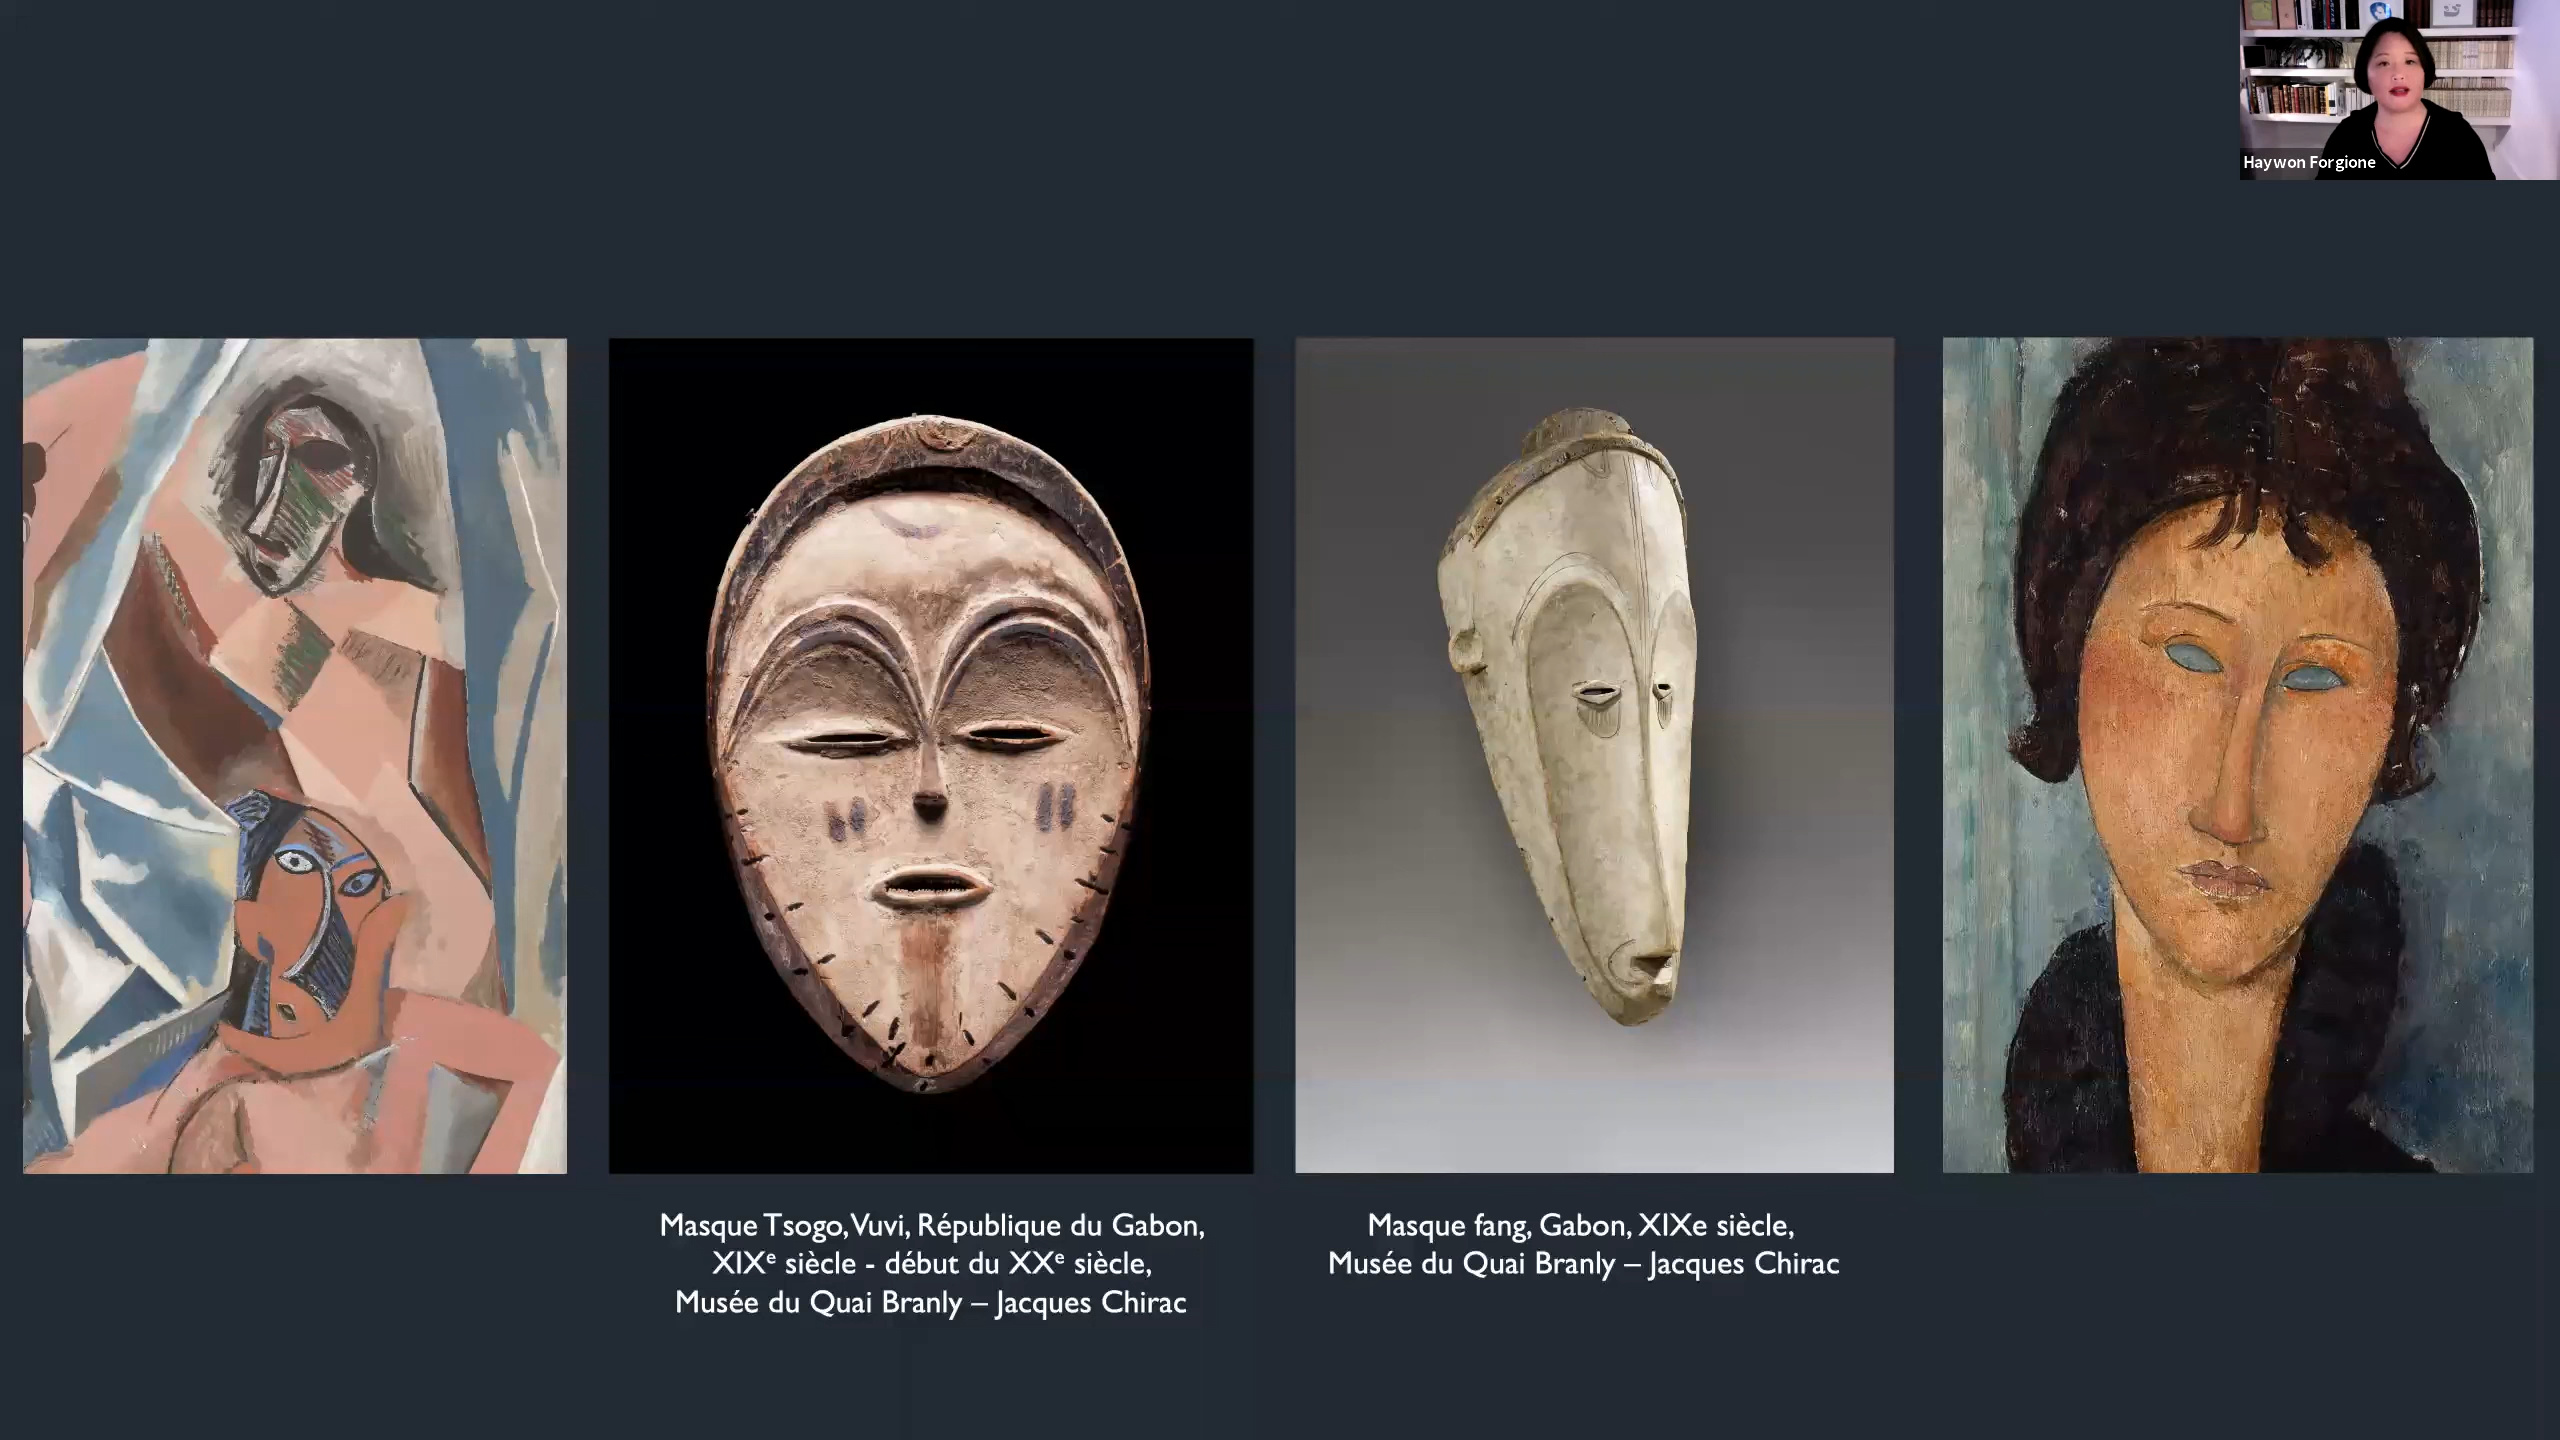 Haywon Forgione
Masque Tsogo, Vuvi, République du Gabon,
XIXᵉ siècle - début du XXᵉ siècle,
Musée du Quai Branly – Jacques Chirac
Masque fang, Gabon, XIXe siècle,
Musée du Quai Branly – Jacques Chirac